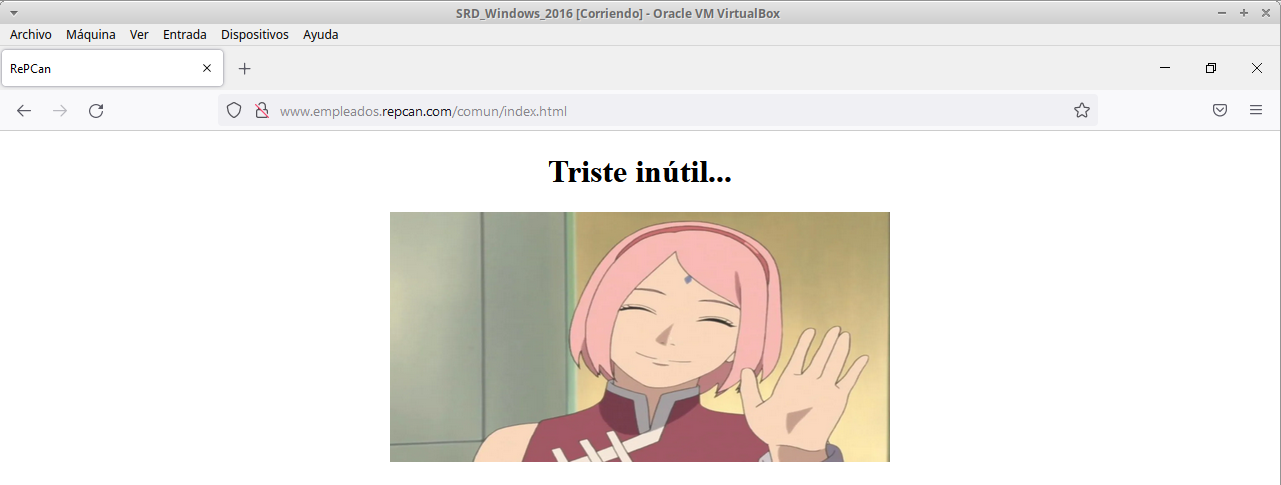 SRD_Windows_2016 [Corriendo] - Oracle VM VirtualBox
Archivo Máquina Ver Entrada Dispositivos Ayuda
RePCan
www.empleados.repcan.com/comun/index.html
Triste inútil...